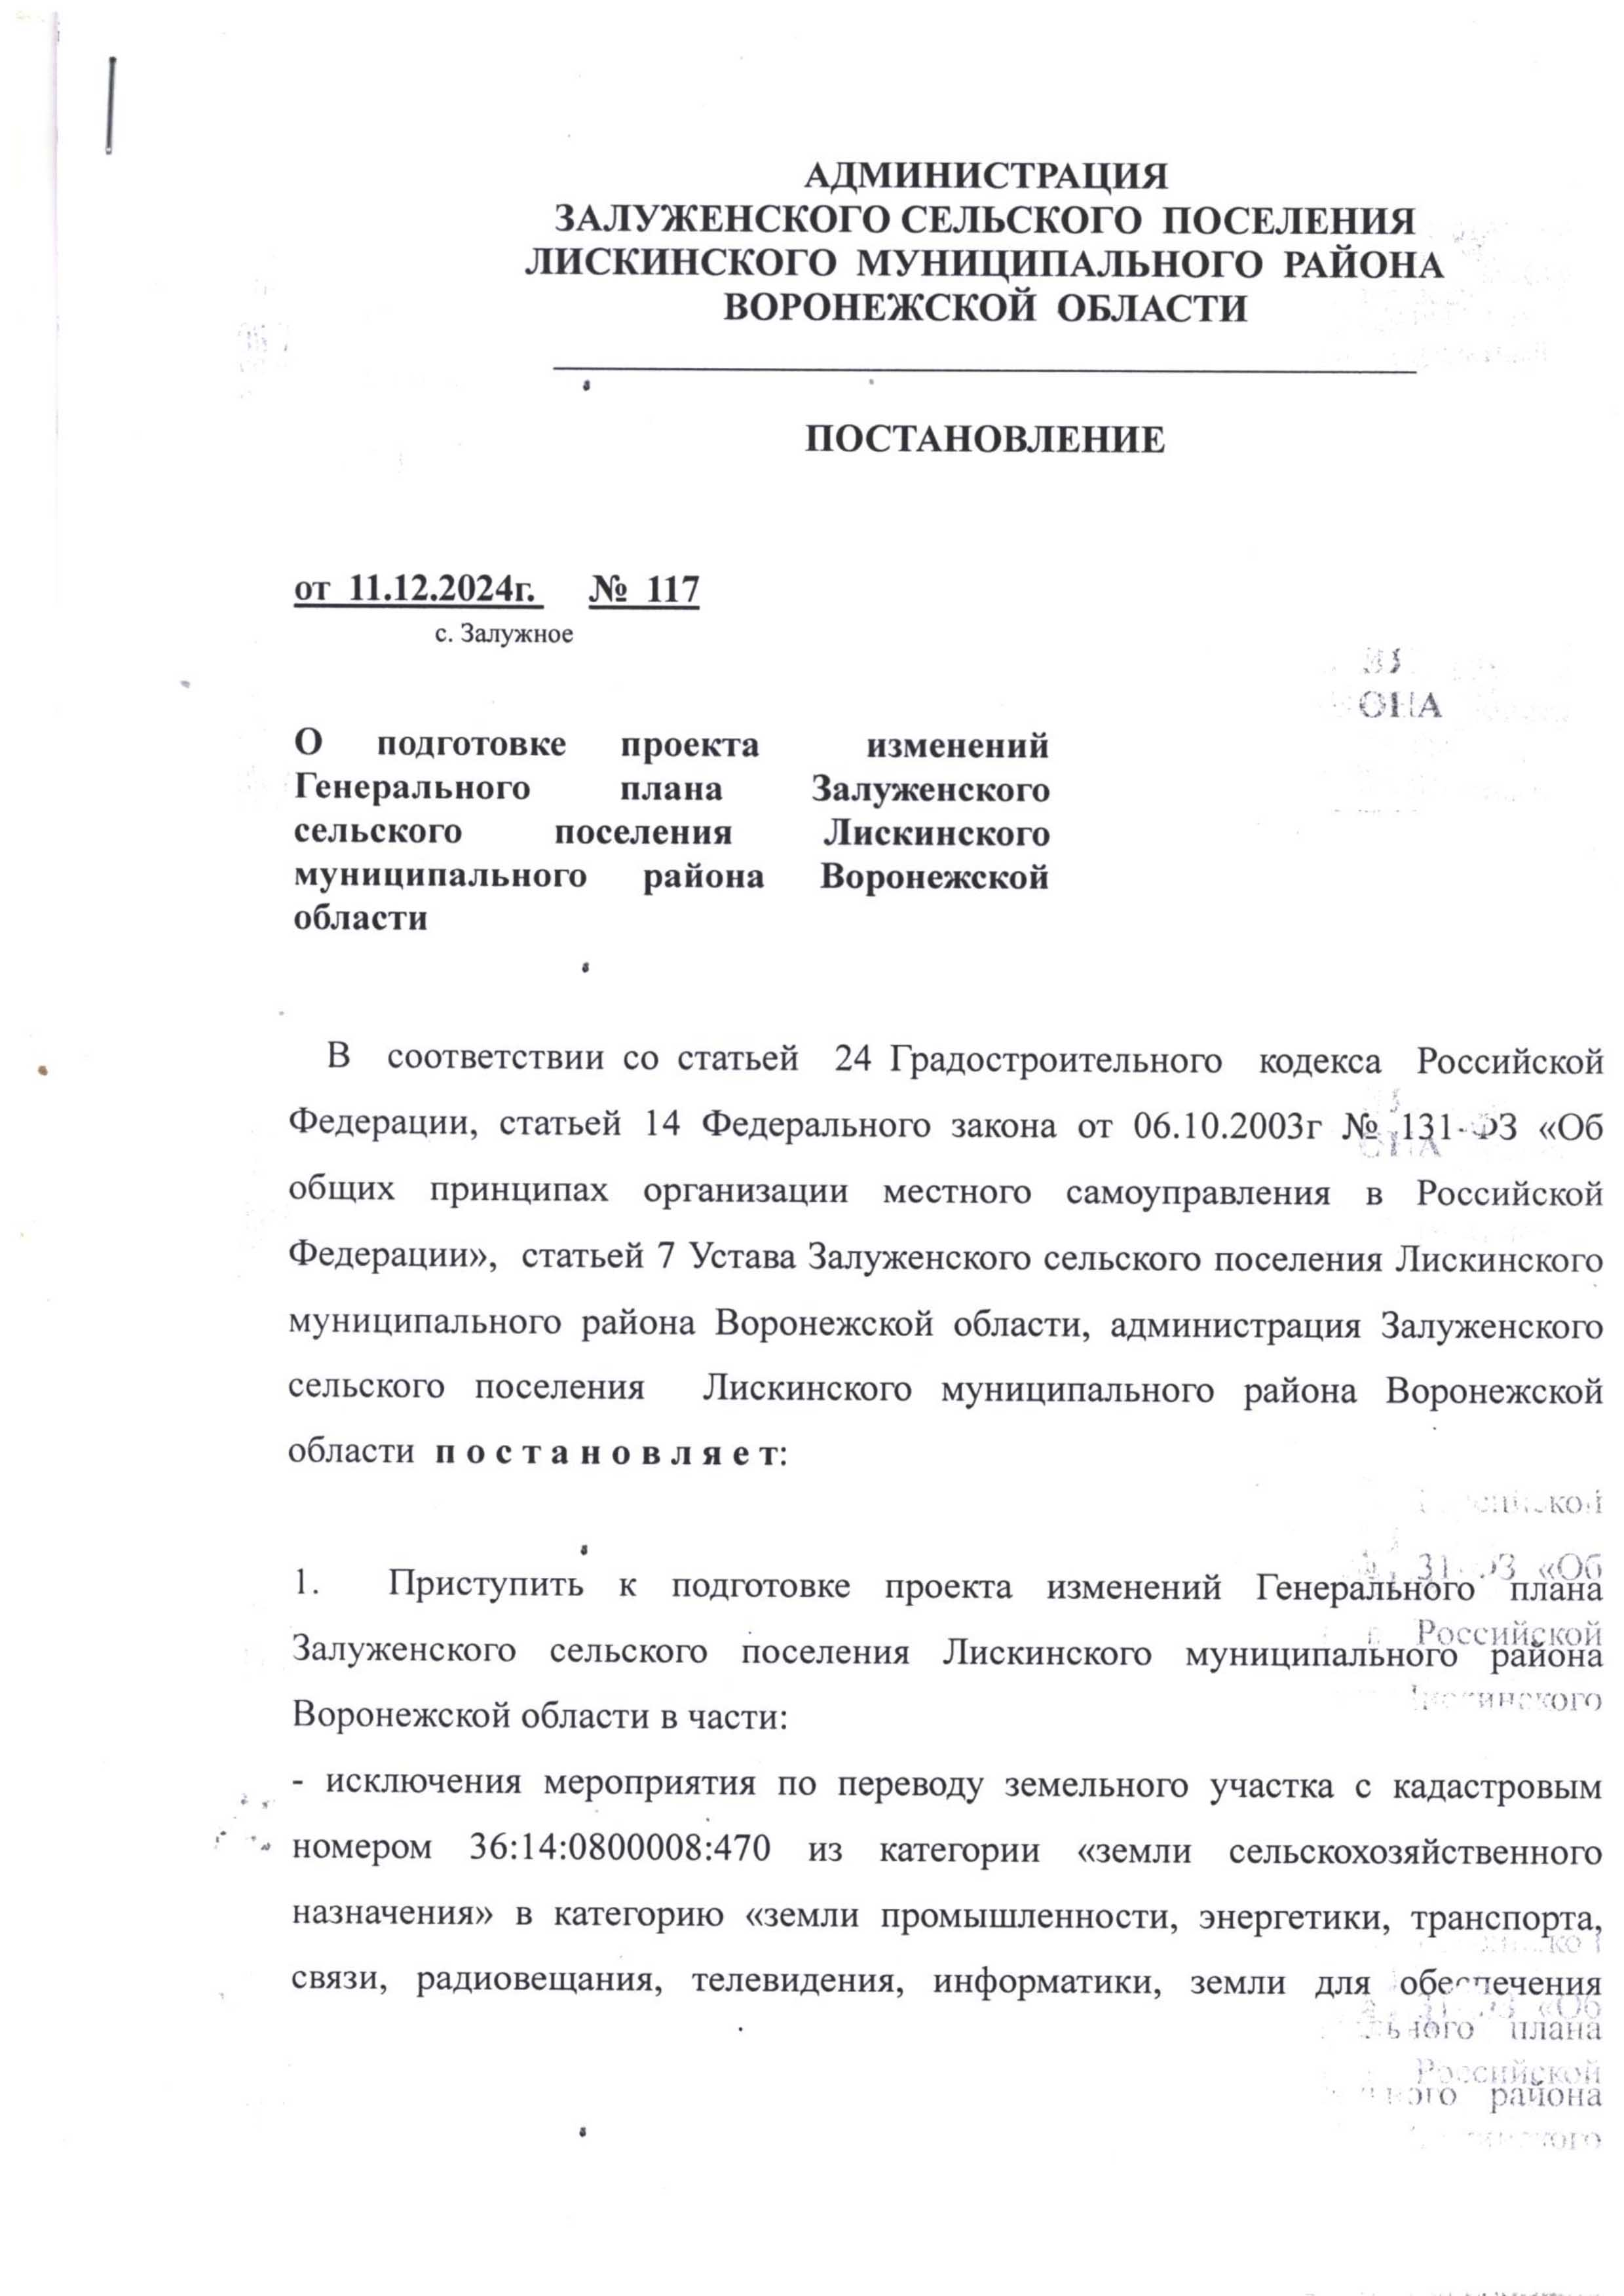 АДМИНИСТРАЦИЯ
ЗАЛУЖЕНСКОГО СЕЛЬСКОГО ПОСЕЛЕНИЯ
ЛИСКИНСКОГО МУНИЦИПАЛЬНОГО РАЙОНА
ВОРОНЕЖСКОЙ ОБЛАСТИ
ПОСТАНОВЛЕНИЕ
от 11.12.2024г. № 117
с. Залужное
О подготовке проекта изменений
Генерального плана Залуженского
сельского поселения Лискинского
муниципального района Воронежской
области
В соответствии со статьей 24 Градостроительного кодекса Российской
Федерации, статьей 14 Федерального закона от 06.10.2003г № 131-ФЗ «Об
общих принципах организации местного самоуправления в Российской
Федерации», статьей 7 Устава Залуженского сельского поселения Лискинского
муниципального района Воронежской области, администрация Залуженского
сельского поселения Лискинского муниципального района Воронежской
области п о с т а н о в л я е т:
1. Приступить к подготовке проекта изменений Генерального плана
Залуженского сельского поселения Лискинского муниципального района
Воронежской области в части:
- исключения мероприятия по переводу земельного участка с кадастровым
номером 36:14:0800008:470 из категории «земли сельскохозяйственного
назначения» в категорию «земли промышленности, энергетики, транспорта,
связи, радиовещания, телевидения, информатики, земли для обеспечения